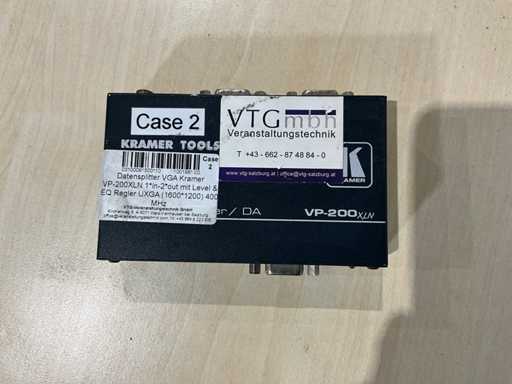 Case 2
VTGmbh
Veranstaltungstechnik
T +43 - 662 - 87 48 84 - 0
www.vtg-salzburg.at | office@vtg-salzburg.at
KRAMER TOOLS
Case
2
Datensplitter VGA Kramer
VP-200XLN 1*in-2*out mit Level &
EQ Regler UXGA (1600*1200) 400
MHz
K
KRAMER
/ DA
VP-200XLN